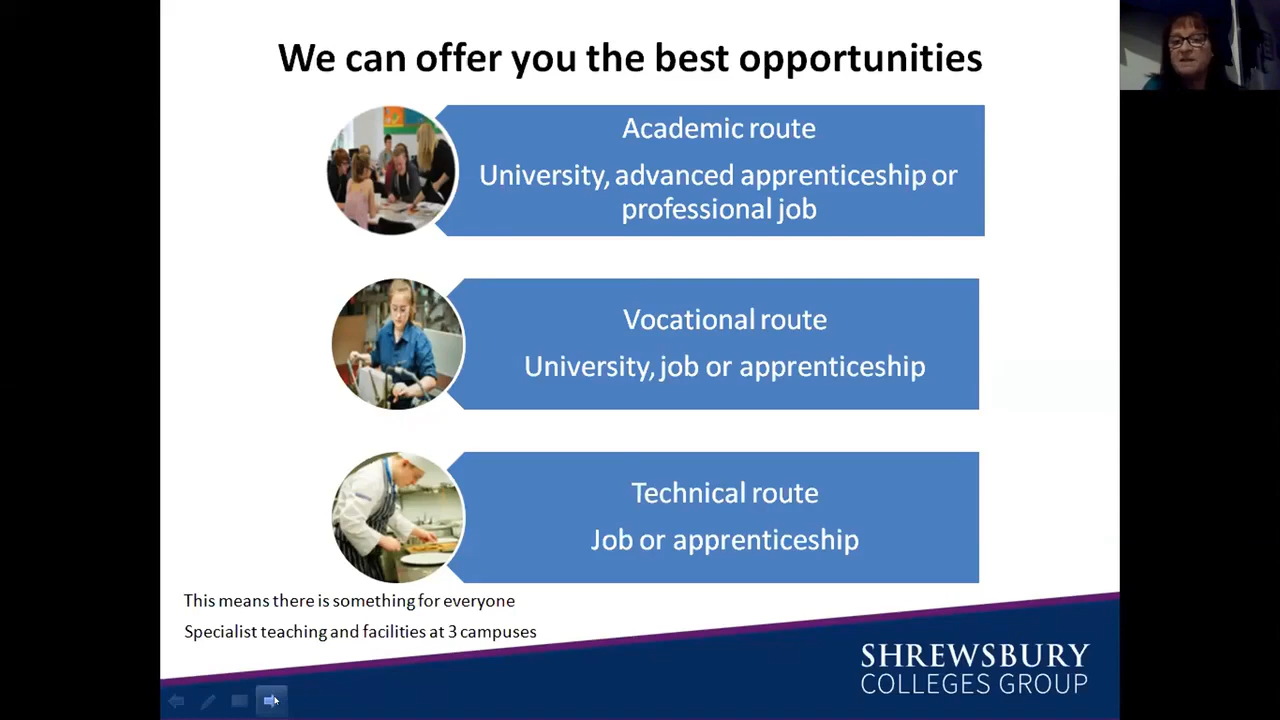 We can offer you the best opportunities
Academic route
University, advanced apprenticeship or
professional job
Vocational route
University, job or apprenticeship
Technical route
Job or apprenticeship
This means there is something for everyone
Specialist teaching and facilities at 3 campuses
SHREWSBURY
COLLEGES GROUP